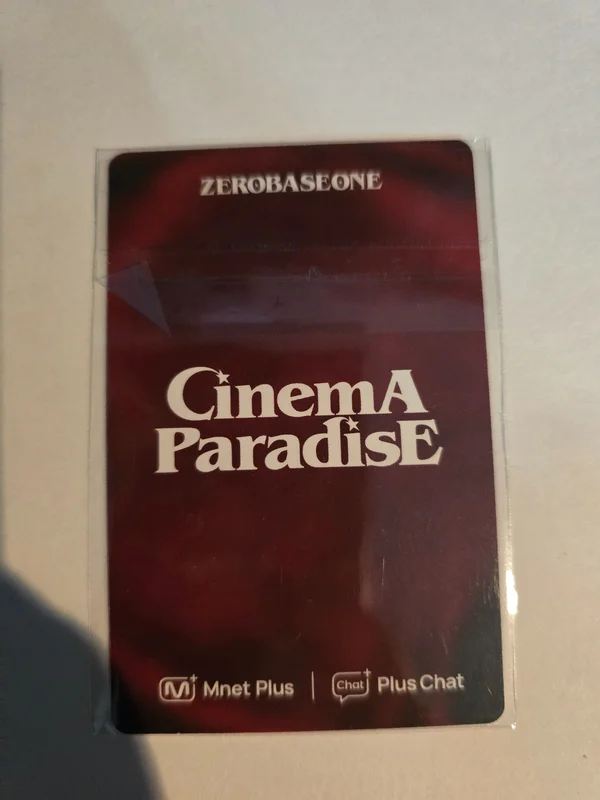 ZEROBASEONE
CinemA
ParadisE
M+ Mnet Plus | Chat+ Plus Chat